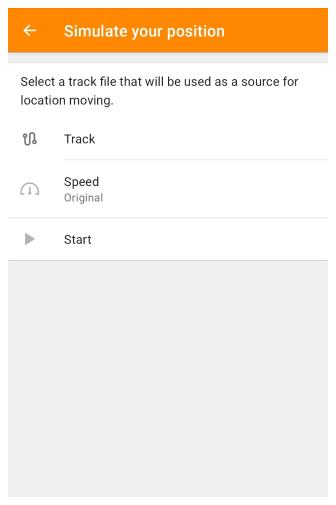 Simulate your position
Select a track file that will be used as a source for
location moving.
Track
Speed
Original
Start